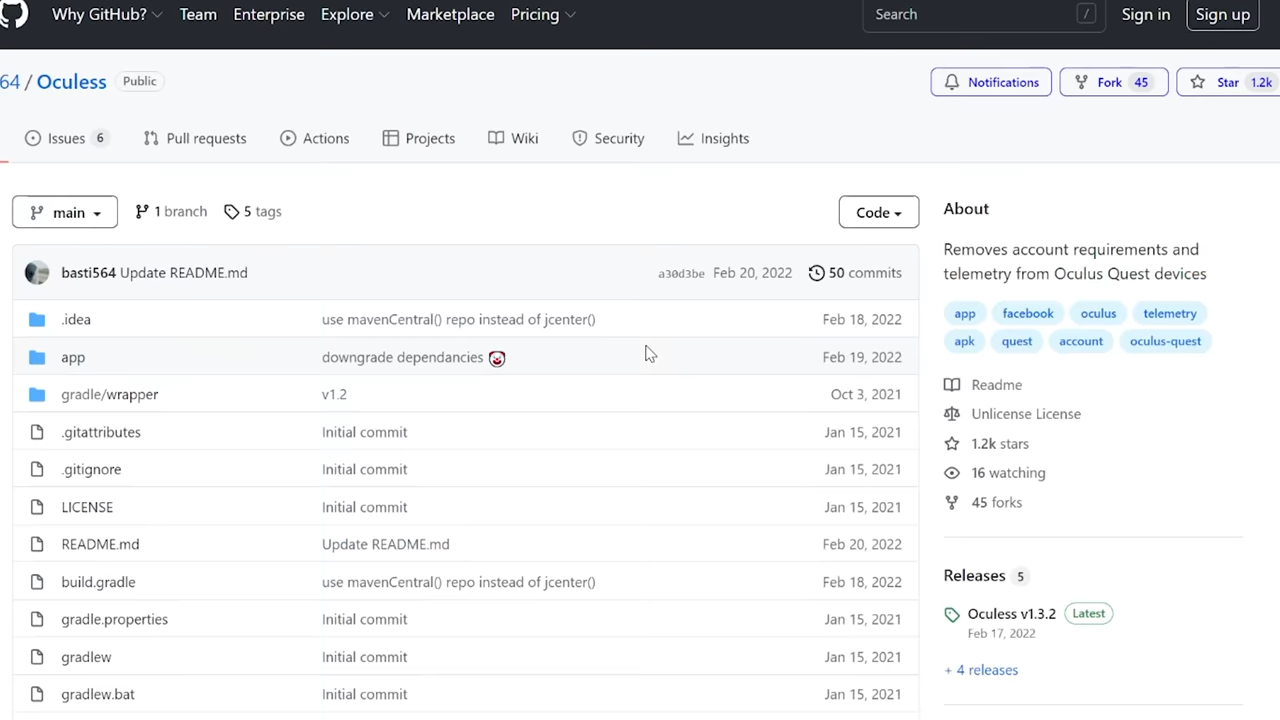 Why GitHub? Team Enterprise Explore Marketplace Pricing Search / Sign in Sign up
64 / Oculess Public Notifications Fork 45 Star 1.2k
Issues 6 Pull requests Actions Projects Wiki Security Insights
main 1 branch 5 tags Code
basti564 Update README.md a30d3be Feb 20, 2022 50 commits
.idea use mavenCentral() repo instead of jcenter() Feb 18, 2022
app downgrade dependancies 🤡 Feb 19, 2022
gradle/wrapper v1.2 Oct 3, 2021
.gitattributes Initial commit Jan 15, 2021
.gitignore Initial commit Jan 15, 2021
LICENSE Initial commit Jan 15, 2021
README.md Update README.md Feb 20, 2022
build.gradle use mavenCentral() repo instead of jcenter() Feb 18, 2022
gradle.properties Initial commit Jan 15, 2021
gradlew Initial commit Jan 15, 2021
gradlew.bat Initial commit Jan 15, 2021
About
Removes account requirements and
telemetry from Oculus Quest devices
app facebook oculus telemetry
apk quest account oculus-quest
Readme
Unlicense License
1.2k stars
16 watching
45 forks
Releases 5
Oculess v1.3.2 Latest
Feb 17, 2022
+ 4 releases